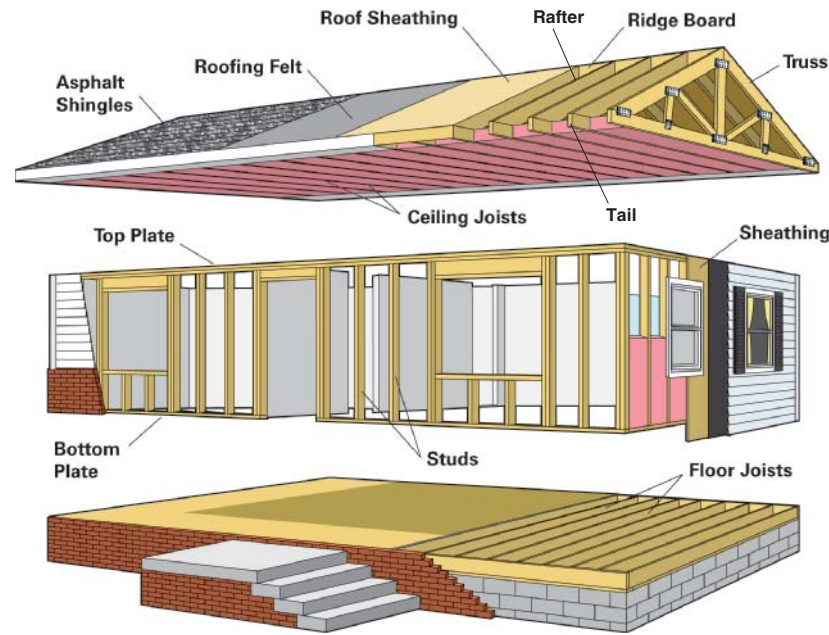 Roof Sheathing
Rafter
Ridge Board
Roofing Felt
Truss
Asphalt
Shingles
Ceiling Joists
Tail
Top Plate
Sheathing
Bottom
Plate
Studs
Floor Joists